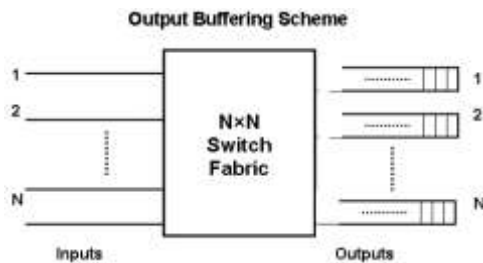 Output Buffering Scheme
1
2
N
N×N
Switch
Fabric
1
2
N
Inputs
Outputs